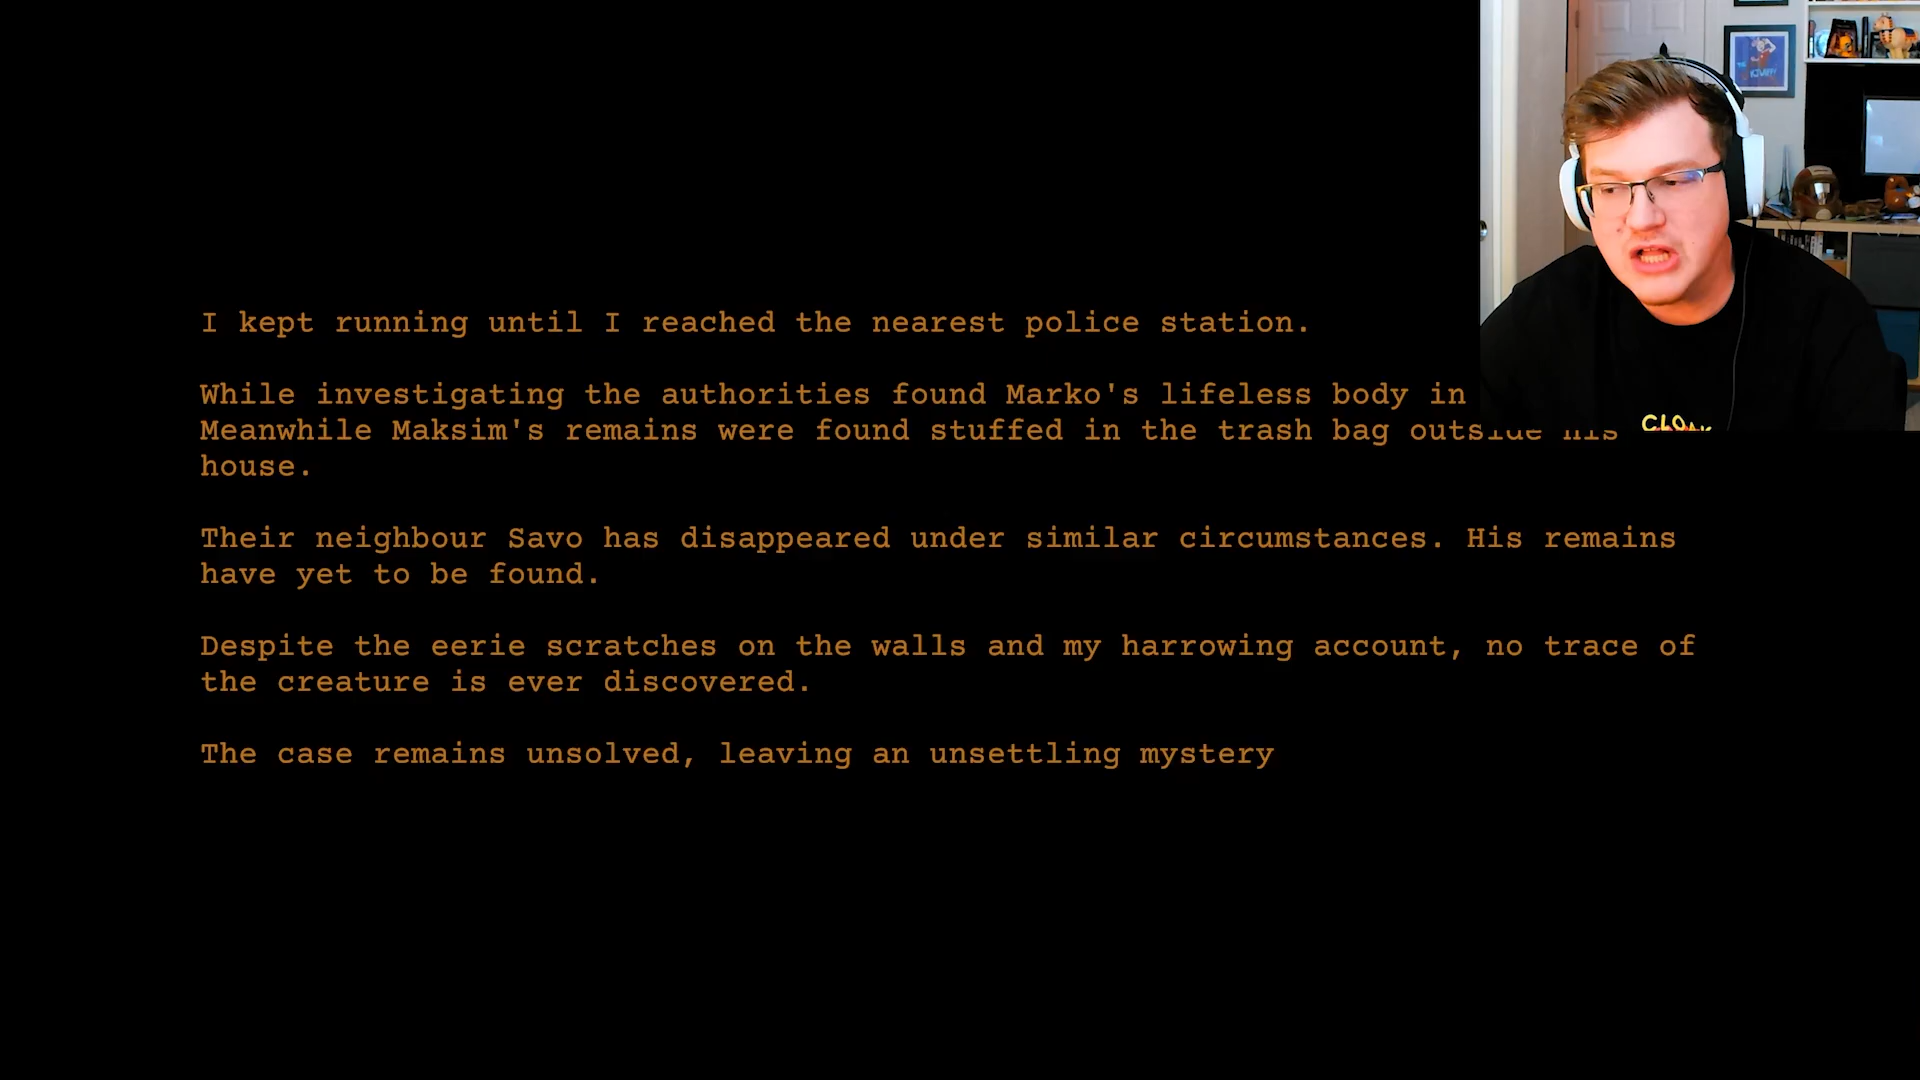 I kept running until I reached the nearest police station.
While investigating the authorities found Marko's lifeless body in
Meanwhile Maksim's remains were found stuffed in the trash bag outside his
house.
Their neighbour Savo has disappeared under similar circumstances. His remains
have yet to be found.
Despite the eerie scratches on the walls and my harrowing account, no trace of
the creature is ever discovered.
The case remains unsolved, leaving an unsettling mystery